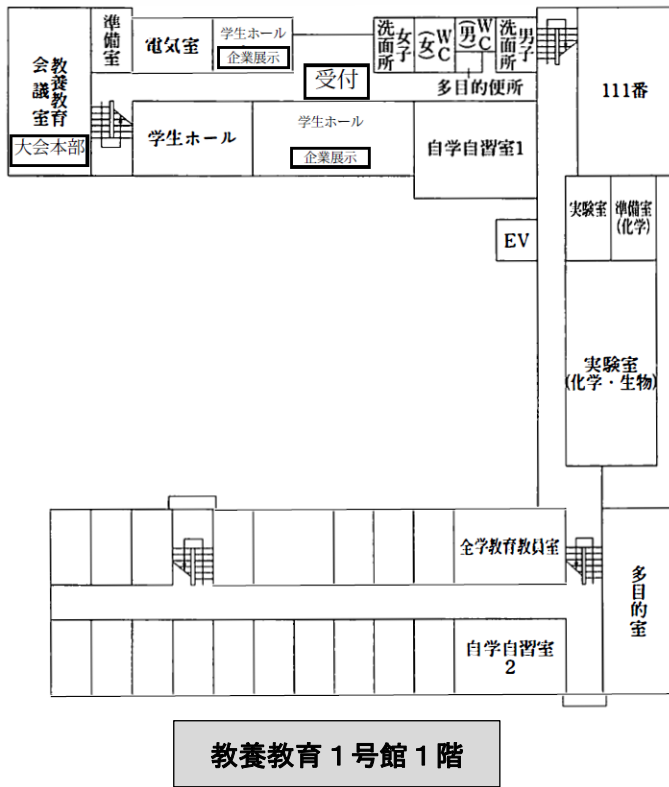 教養教育
会議室
大会本部
準備室
電気室
学生ホール
企業展示
受付
女子
洗面所
WC
(女)
WC
(男)
男子
洗面所
多目的便所
111番
学生ホール
学生ホール
企業展示
自学自習室1
EV
実験室
準備室
(化学)
実験室
(化学・生物)
全学教育教員室
多目的室
自学自習室
2
教養教育1号館1階